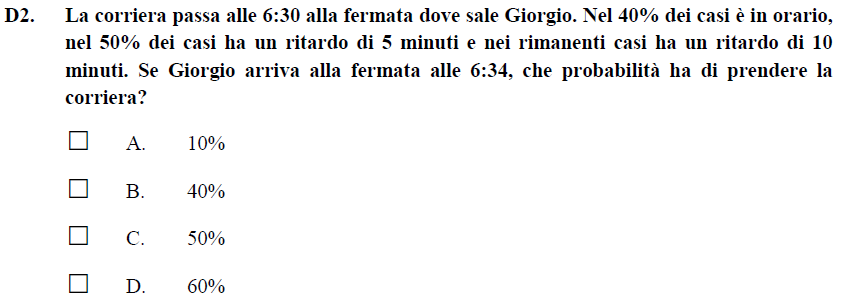 D2. La corriera passa alle 6:30 alla fermata dove sale Giorgio. Nel 40% dei casi è in orario,
nel 50% dei casi ha un ritardo di 5 minuti e nei rimanenti casi ha un ritardo di 10
minuti. Se Giorgio arriva alla fermata alle 6:34, che probabilità ha di prendere la
corriera?
A. 10%
B. 40%
C. 50%
D. 60%